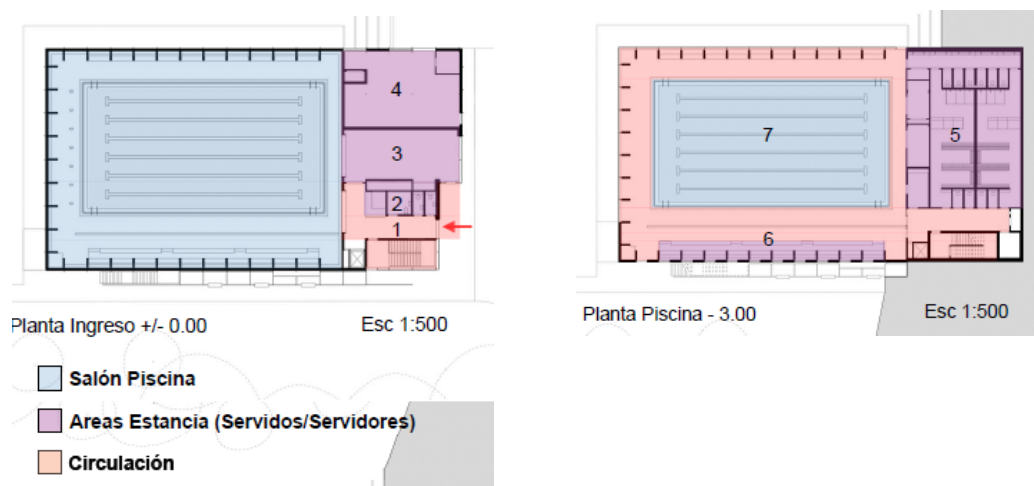 4
3
2
1
Planta Ingreso +/- 0.00
Esc 1:500
Salón Piscina
Areas Estancia (Servidos/Servidores)
Circulación
7
5
6
Planta Piscina - 3.00
Esc 1:500